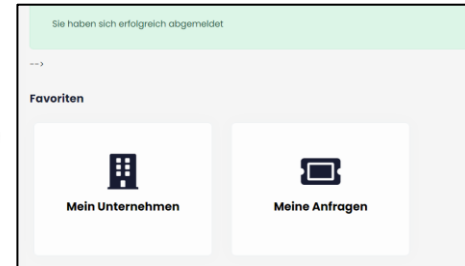 Sie haben sich erfolgreich abgemeldet
-->
Favoriten
Mein Unternehmen
Meine Anfragen